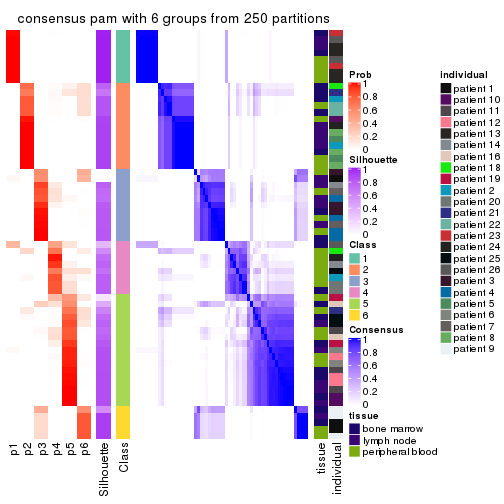 consensus pam with 6 groups from 250 partitions
p1
p2
p3
p4
p5
p6
Silhouette
Class
tissue
individual
Prob
1
0.8
0.6
0.4
0.2
0
Silhouette
1
0.8
0.6
0.4
0.2
0
Class
1
2
3
4
5
6
Consensus
1
0.8
0.6
0.4
0.2
0
tissue
bone marrow
lymph node
peripheral blood
individual
patient 1
patient 10
patient 11
patient 12
patient 13
patient 14
patient 16
patient 18
patient 19
patient 2
patient 20
patient 21
patient 22
patient 23
patient 24
patient 25
patient 26
patient 3
patient 4
patient 5
patient 6
patient 7
patient 8
patient 9